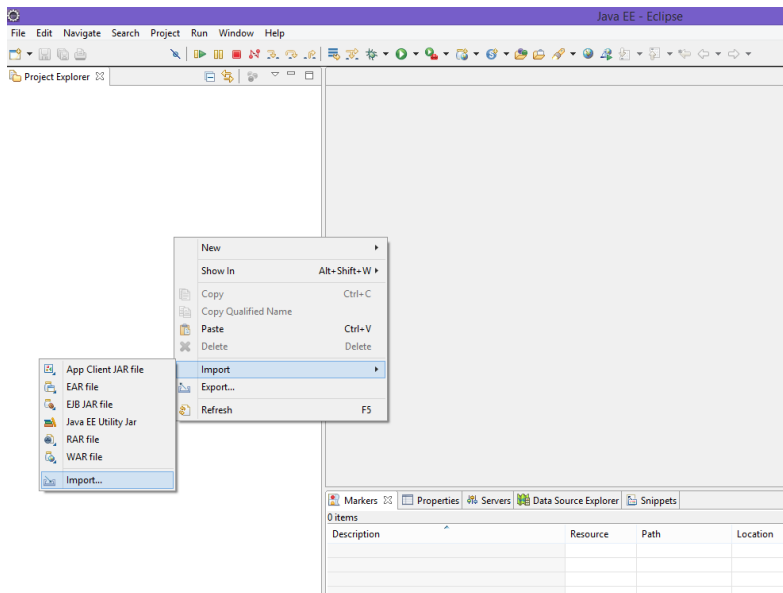 Java EE - Eclipse
File Edit Navigate Search Project Run Window Help
Project Explorer
New
Show In Alt+Shift+W
Copy Ctrl+C
Copy Qualified Name
Paste Ctrl+V
Delete Delete
Import
Export...
Refresh F5
App Client JAR file
EAR file
EJB JAR file
Java EE Utility Jar
RAR file
WAR file
Import...
Markers Properties Servers Data Source Explorer Snippets
0 items
Description Resource Path Location